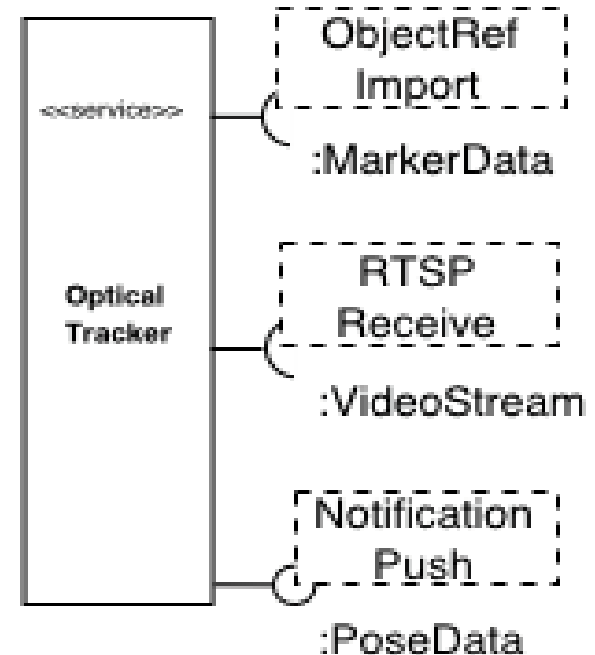 <<service>>
Optical
Tracker
ObjectRef
Import
:MarkerData
RTSP
Receive
:VideoStream
Notification
Push
:PoseData